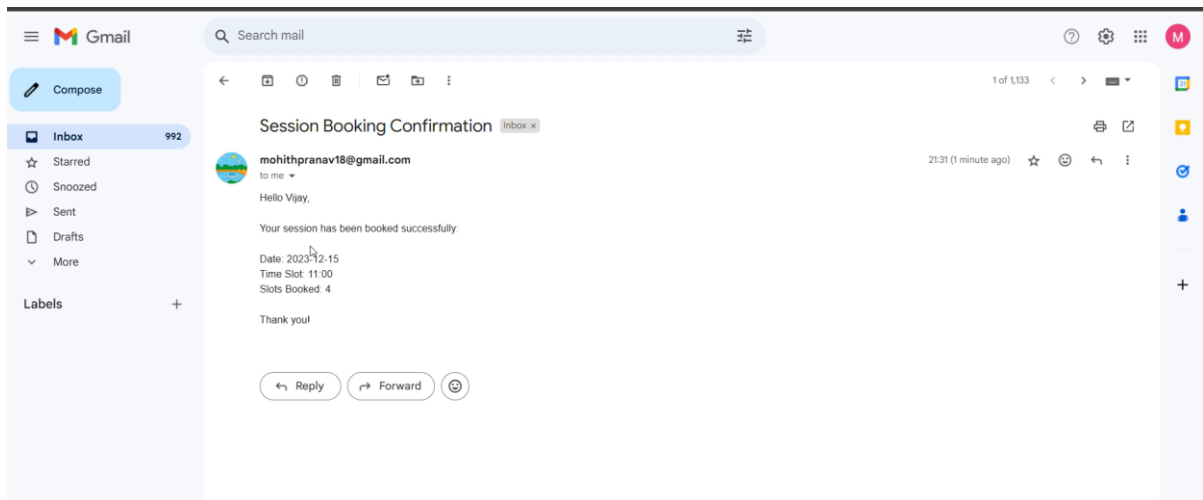 Gmail
Search mail
M
Compose
1 of 1,133
31
Inbox 992
Starred
Snoozed
Sent
Drafts
More
Labels
Session Booking Confirmation Inbox x
mohithpranav18@gmail.com 21:31 (1 minute ago)
to me
Hello Vijay,
Your session has been booked successfully:
Date: 2023-12-15
Time Slot: 11:00
Slots Booked: 4
Thank you!
Reply Forward